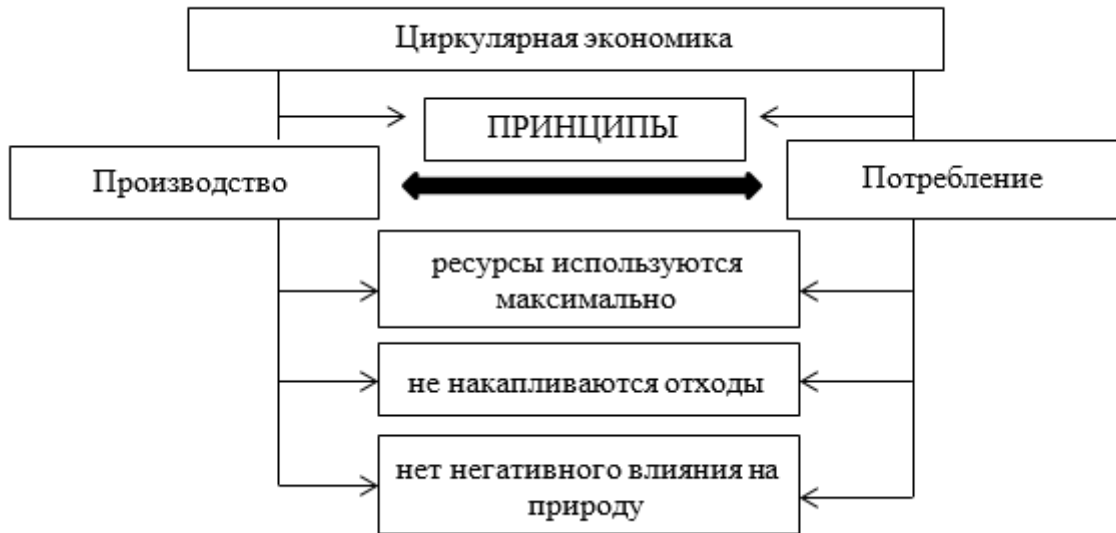 Циркулярная экономика
ПРИНЦИПЫ
Производство
Потребление
ресурсы используются
максимально
не накапливаются отходы
нет негативного влияния на
природу